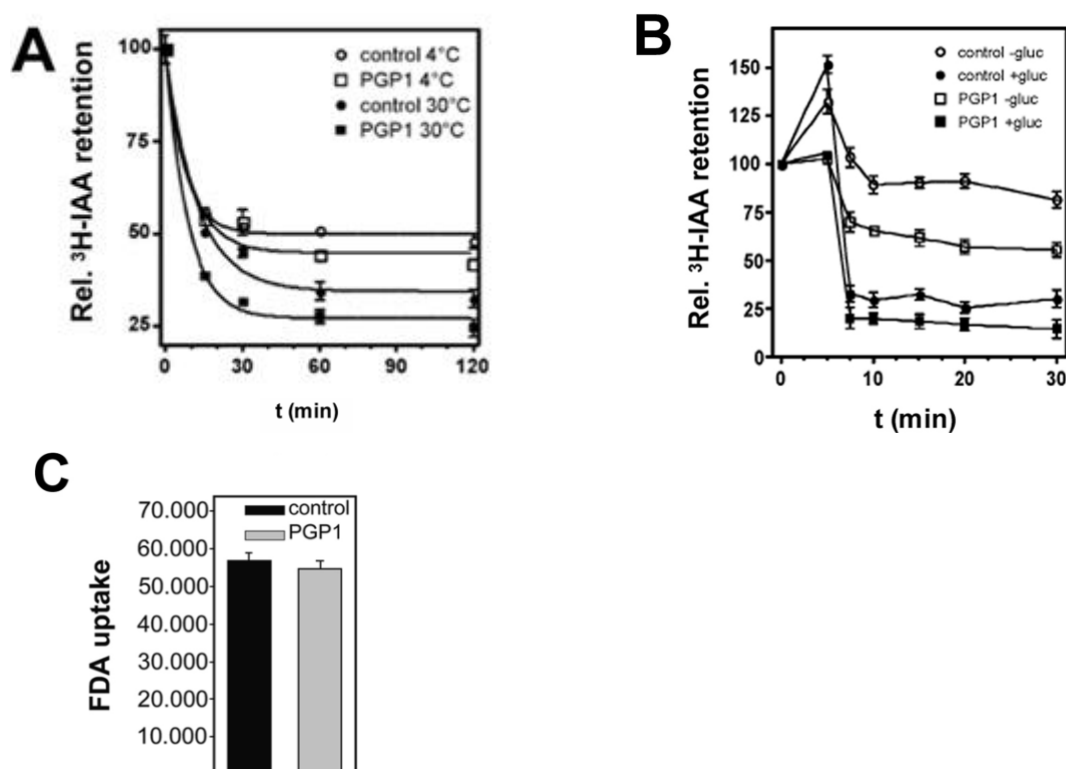 A
Rel. ³H-IAA retention
100
75
50
25
control 4°C
PGP1 4°C
control 30°C
PGP1 30°C
0 30 60 90 120
t (min)
B
Rel. ³H-IAA retention
150
125
100
75
50
25
0
control -gluc
control +gluc
PGP1 -gluc
PGP1 +gluc
0 10 20 30
t (min)
C
FDA uptake
70.000
60.000
50.000
40.000
30.000
20.000
10.000
control
PGP1